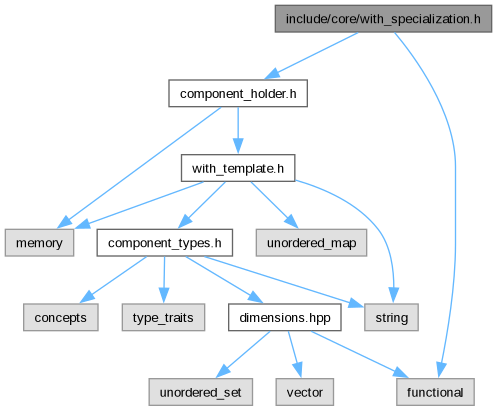 include/core/with_specialization.h
component_holder.h
with_template.h
memory
component_types.h
unordered_map
concepts
type_traits
dimensions.hpp
string
unordered_set
vector
functional